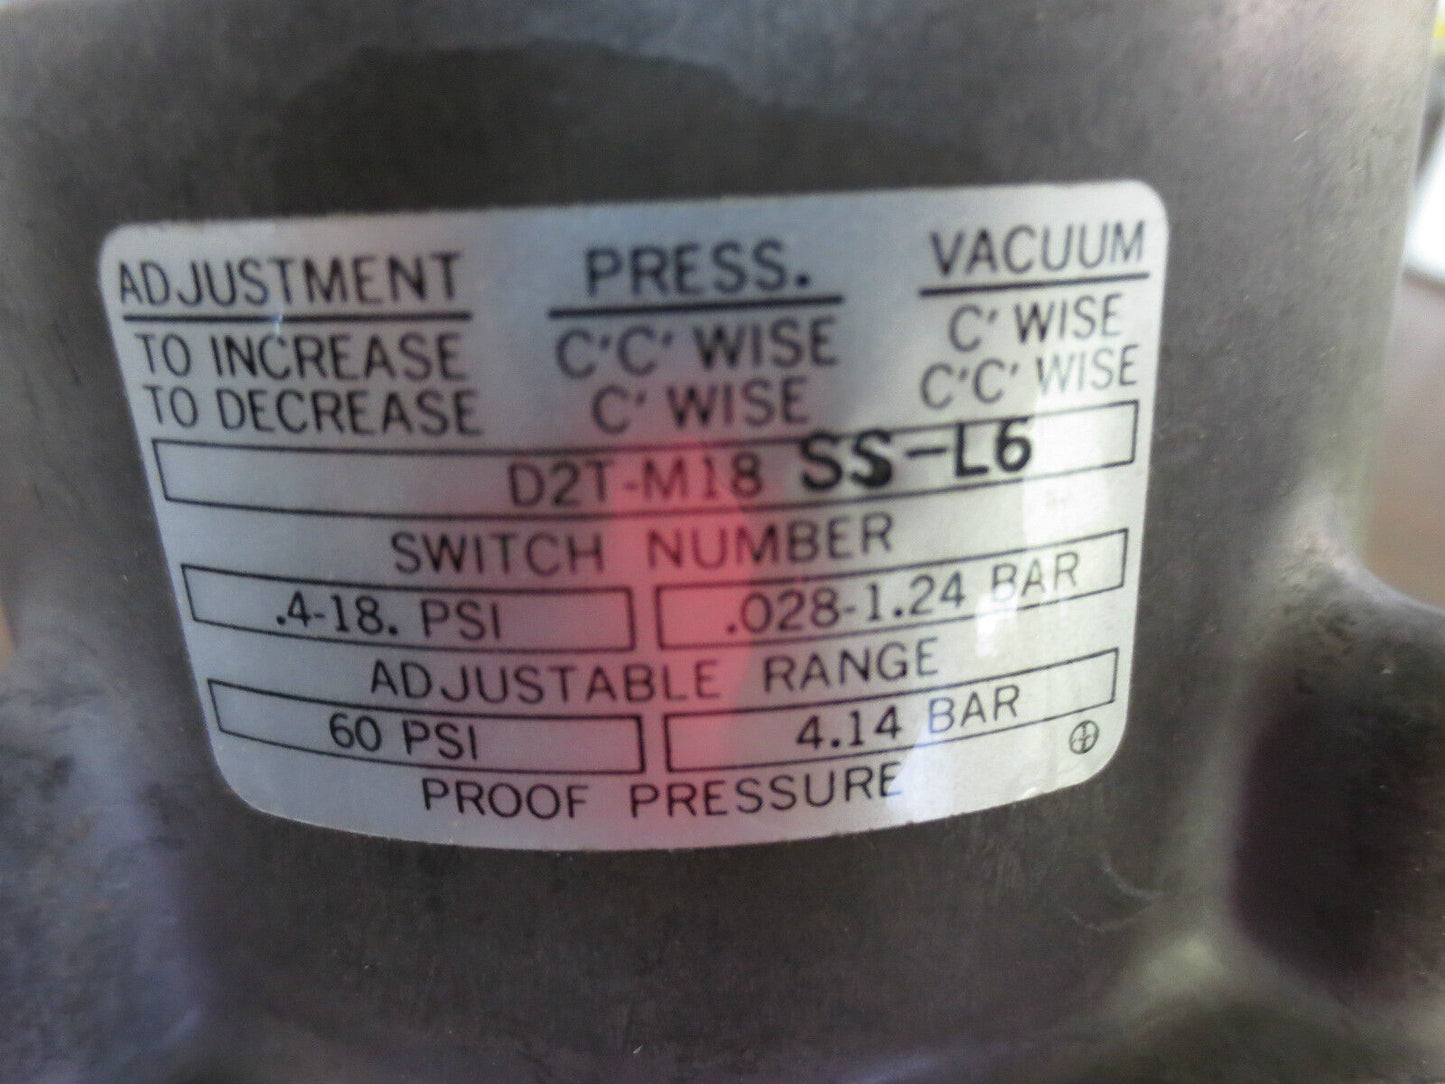 ADJUSTMENT PRESS. VACUUM
TO INCREASE C'C' WISE C' WISE
TO DECREASE C' WISE C'C' WISE
D2T-M18 SS-L6
SWITCH NUMBER
.4-18. PSI .028-1.24 BAR
ADJUSTABLE RANGE
60 PSI 4.14 BAR
PROOF PRESSURE